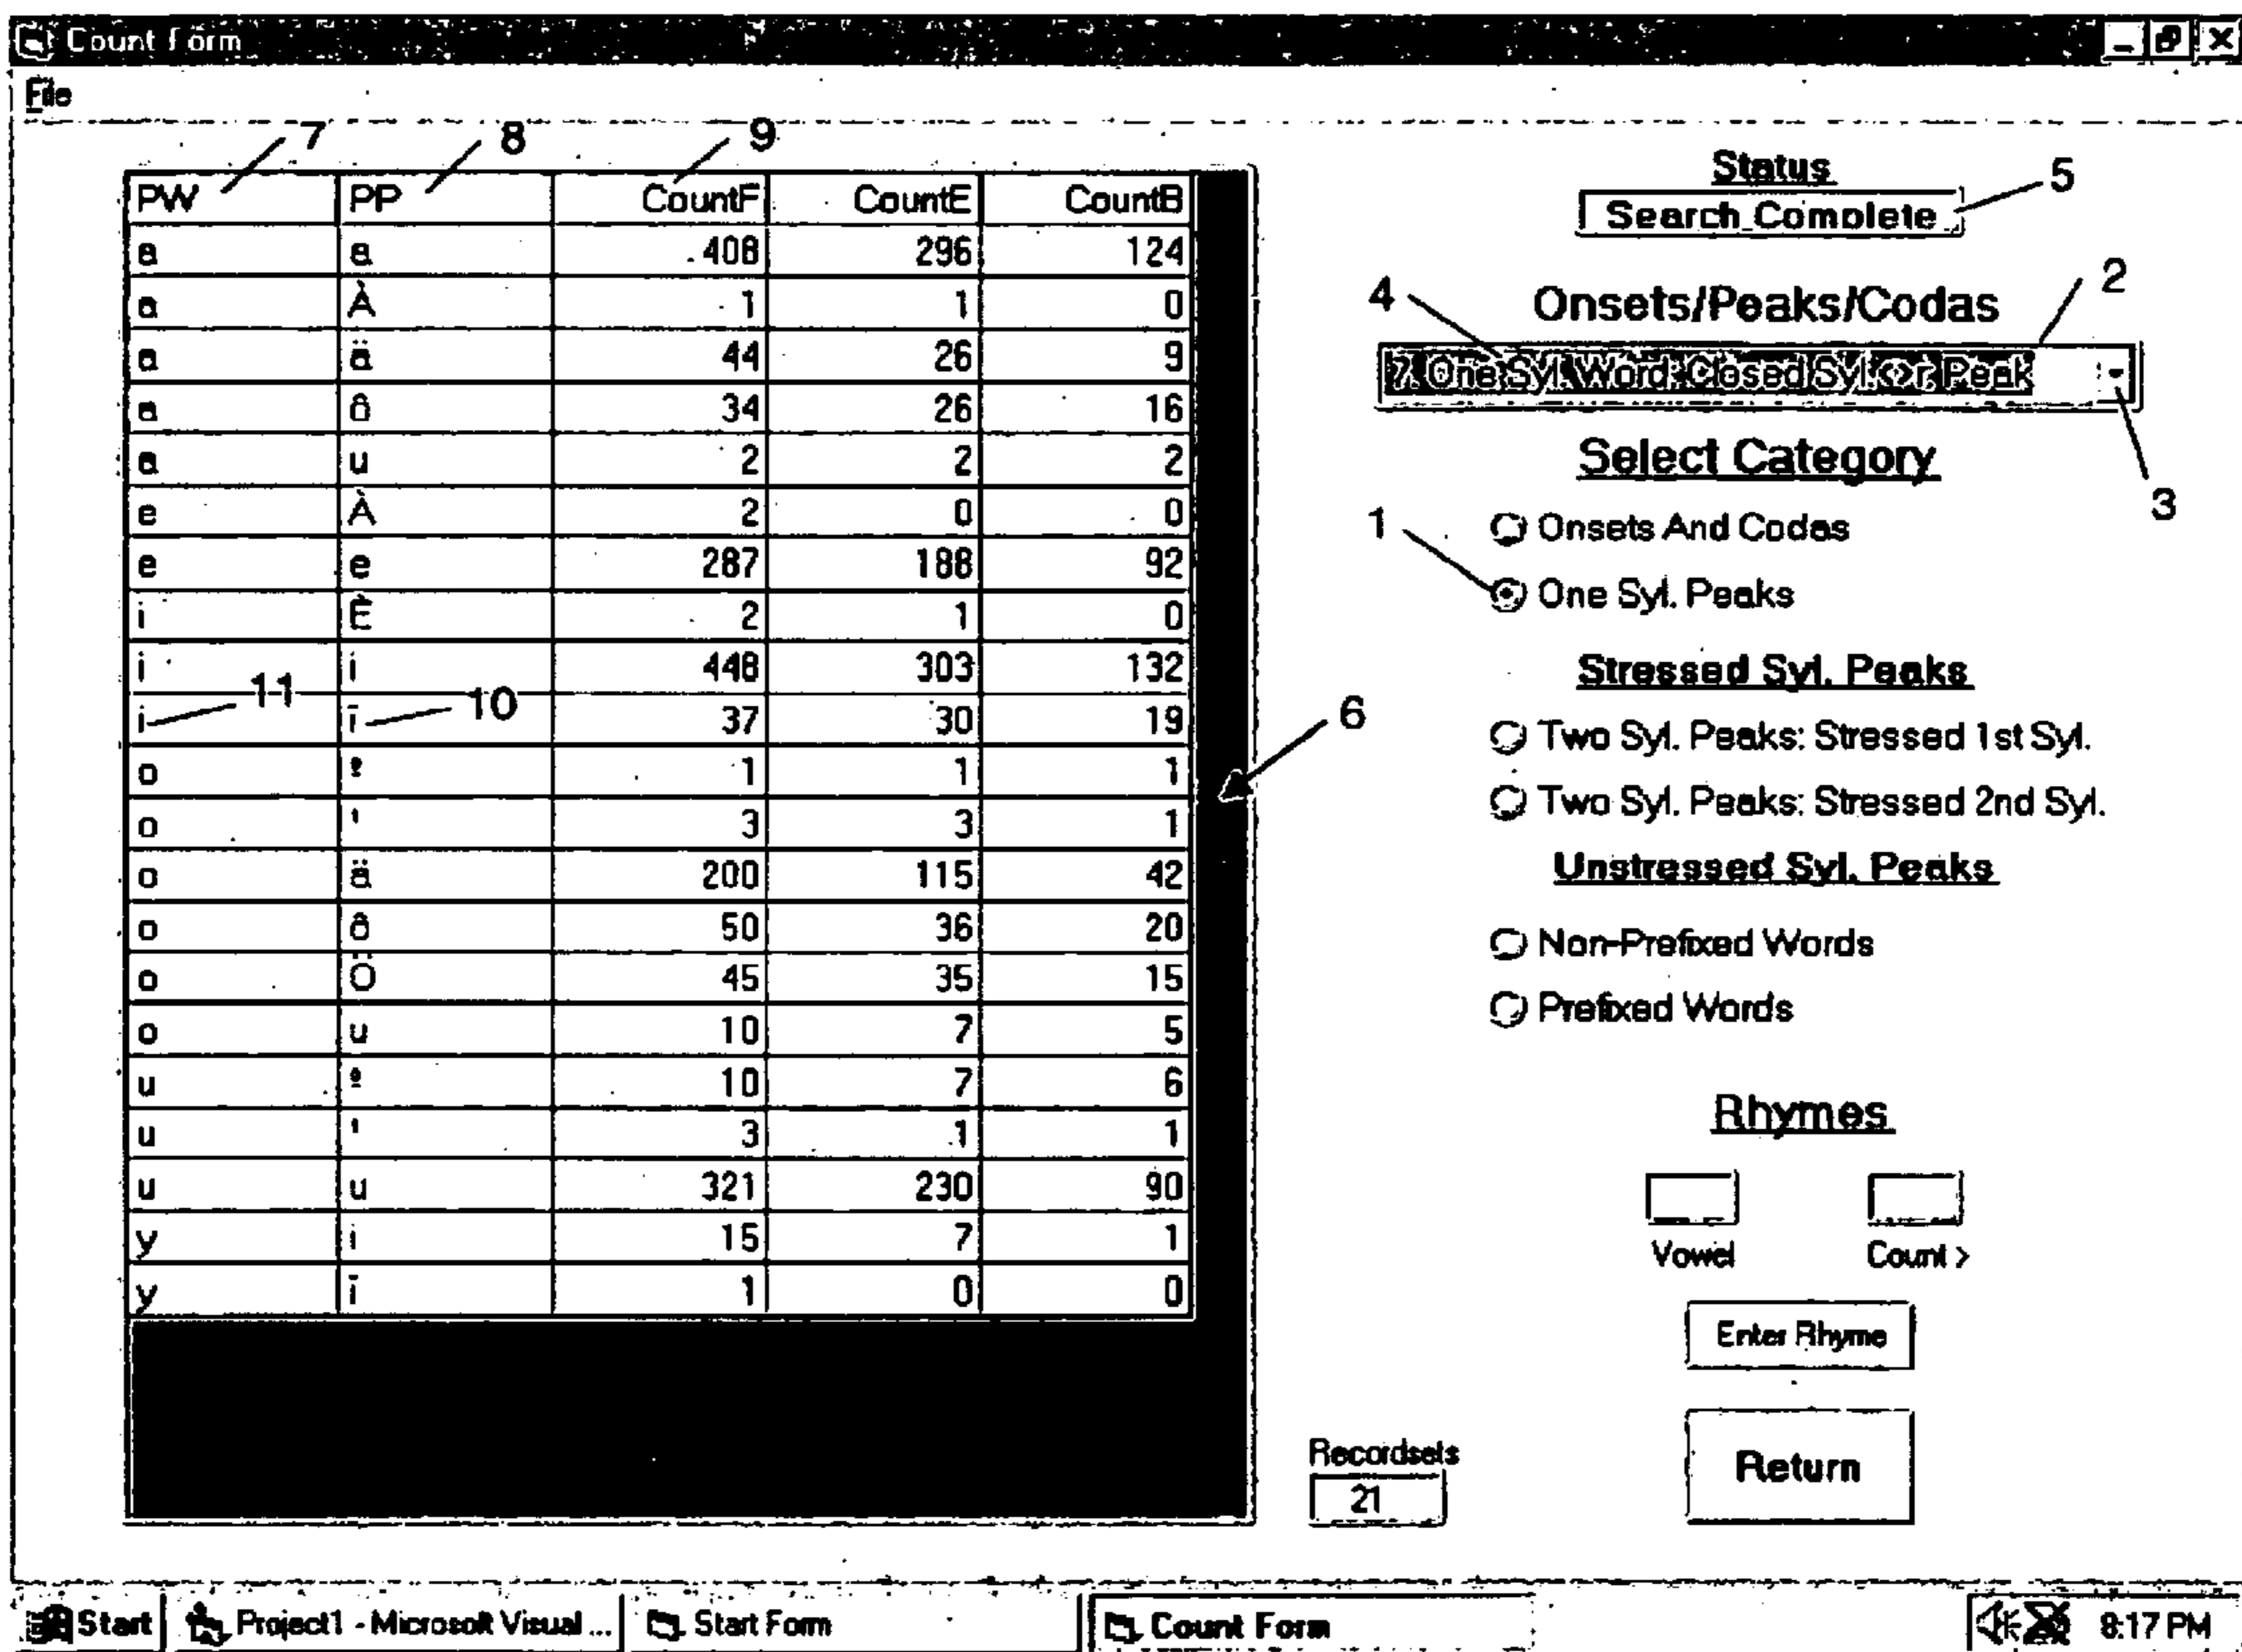 Count Form
File
7 8 9
PW PP CountF CountE CountB
a a 408 296 124
a À 1 1 0
a ä 44 26 9
a ô 34 26 16
a u 2 2 2
e À 2 0 0
e e 287 188 92
i È 2 1 0
i i 448 303 132
11 10
i ī 37 30 19
o 1 1 1
o ' 3 3 1
o ä 200 115 42
o ô 50 36 20
o Ö 45 35 15
o u 10 7 5
u º 10 7 6
u ' 3 1 1
u u 321 230 90
y i 15 7 1
y ī 1 0 0
6
Status
Search Complete
5
Onsets/Peaks/Codas
4
2
7. One Syl. Word: Closed Syl.<>r, Peak
3
Select Category
Onsets And Codas
1
One Syl. Peaks
Stressed Syl. Peaks
Two Syl. Peaks: Stressed 1st Syl.
Two Syl. Peaks: Stressed 2nd Syl.
Unstressed Syl. Peaks
Non-Prefixed Words
Prefixed Words
Rhymes
Vowel Count >
Enter Rhyme
Recordsets
21
Return
Start Project1 - Microsoft Visual ... Start Form Count Form 8:17 PM